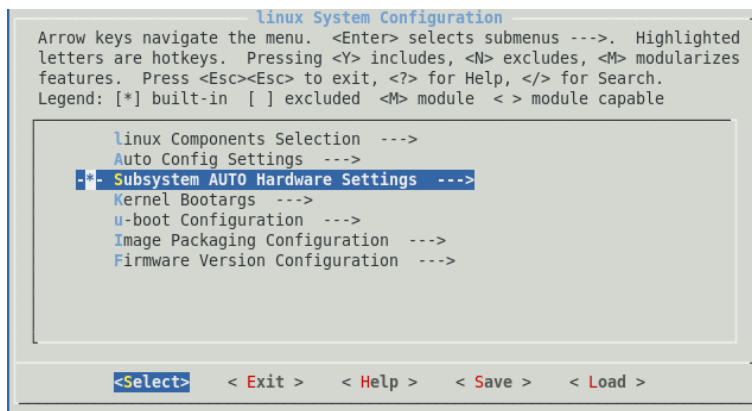 linux System Configuration
Arrow keys navigate the menu.  <Enter> selects submenus --->.  Highlighted
letters are hotkeys.  Pressing <Y> includes, <N> excludes, <M> modularizes
features.  Press <Esc><Esc> to exit, <?> for Help, </> for Search.
Legend: [*] built-in  [ ] excluded  <M> module  < > module capable
linux Components Selection  --->
Auto Config Settings  --->
-*- Subsystem AUTO Hardware Settings  --->
Kernel Bootargs  --->
u-boot Configuration  --->
Image Packaging Configuration  --->
Firmware Version Configuration  --->
<Select>    < Exit >    < Help >    < Save >    < Load >